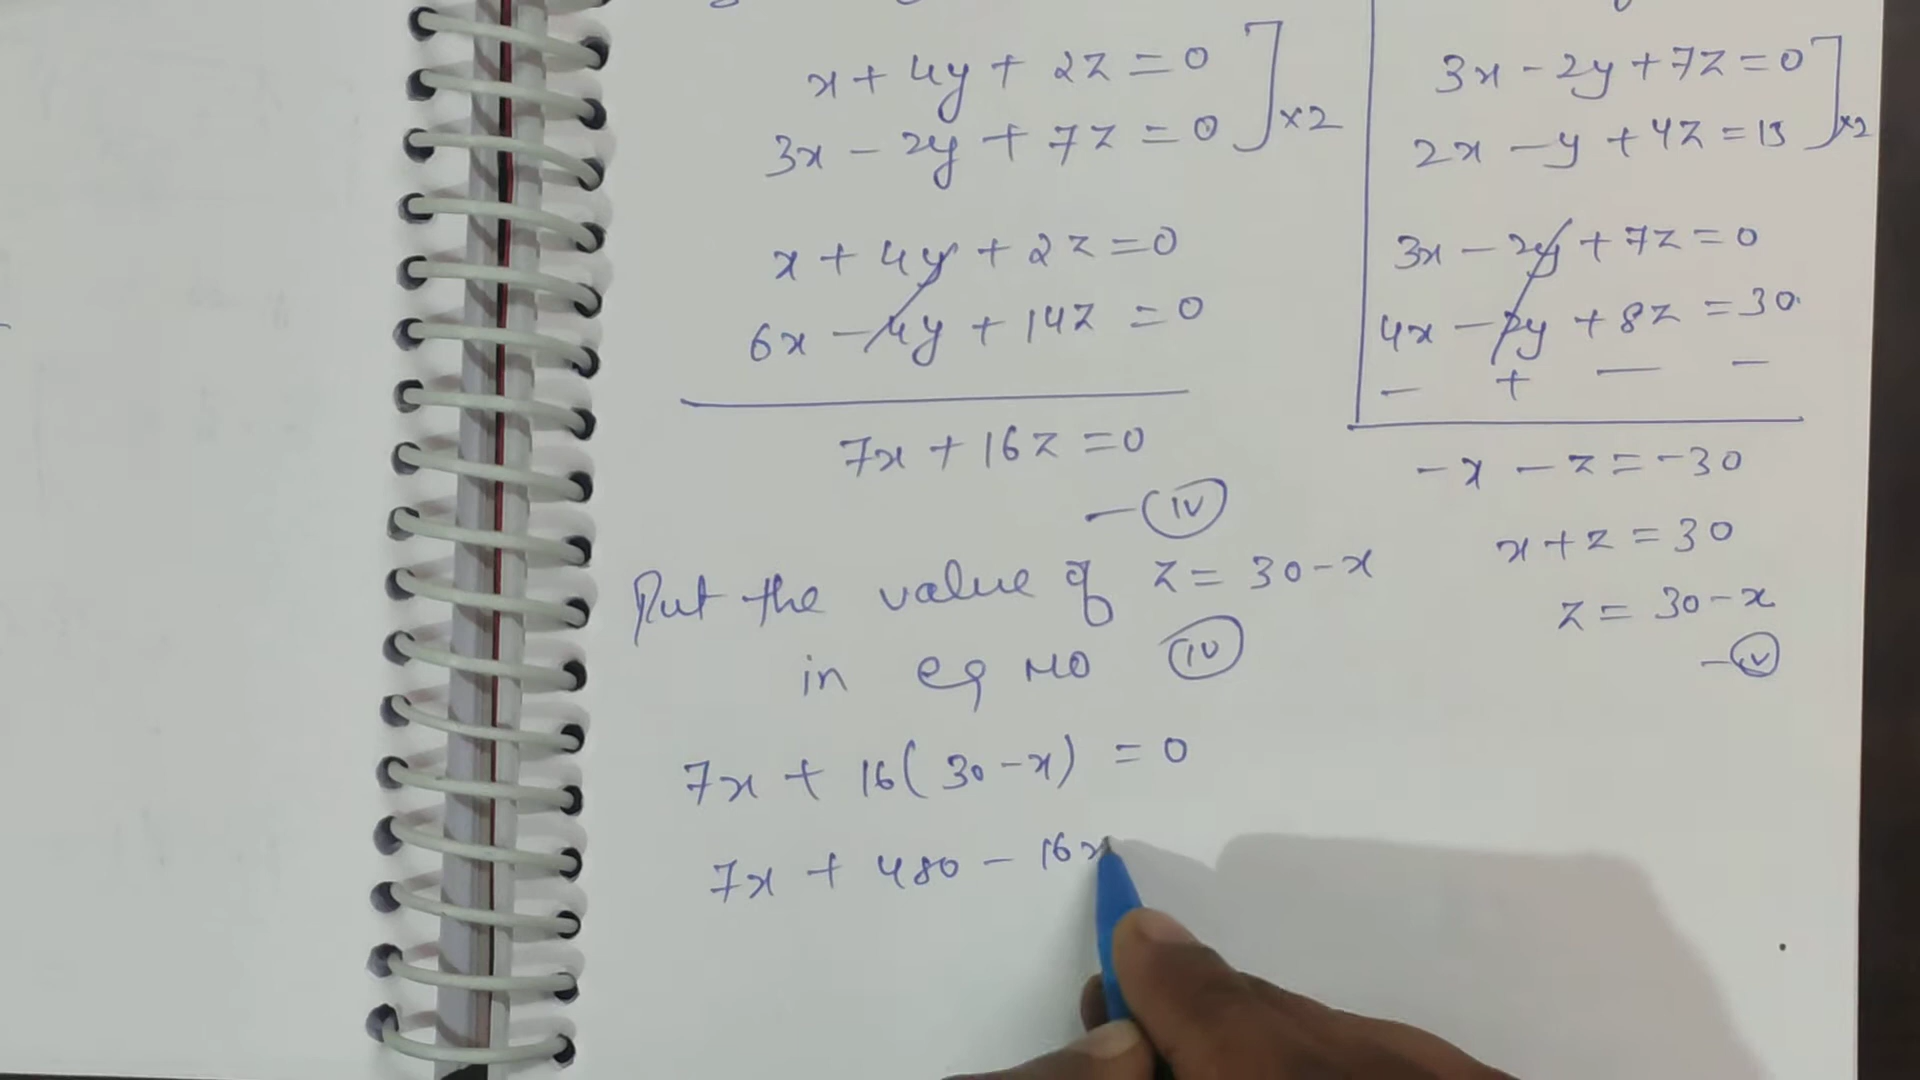 x + 4y + 2z = 0 ] ×2
3x - 2y + 7z = 0
x + 4y + 2z = 0
6x - 4y + 14z = 0
7x + 16z = 0
— (IV)
Put the value of z = 30-x
in eq no (IV)
7x + 16(30-x) = 0
7x + 480 - 16x
3x - 2y + 7z = 0 ] ×2
2x - y + 4z = 15
3x - 2y + 7z = 0
4x - 2y + 8z = 30
- + — -
-x - z = -30
x + z = 30
z = 30-x
— (V)